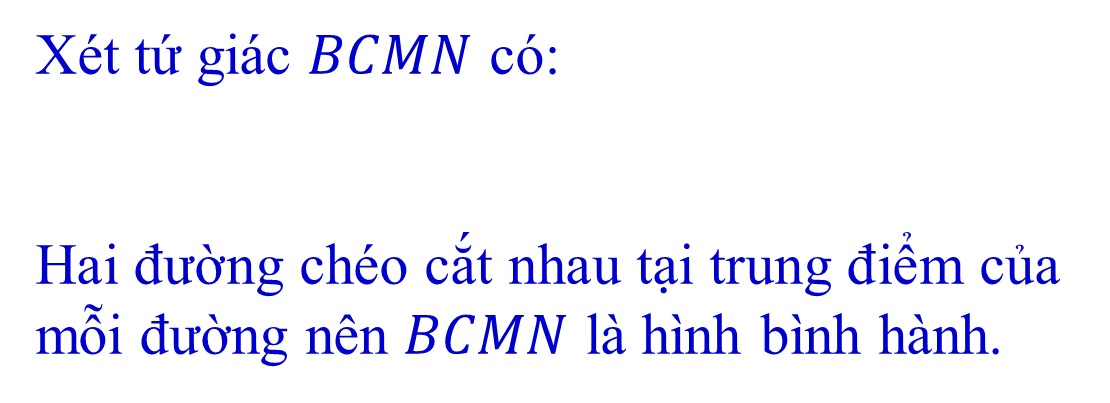 Xét tứ giác BCMN có:
Hai đường chéo cắt nhau tại trung điểm của
mỗi đường nên BCMN là hình bình hành.